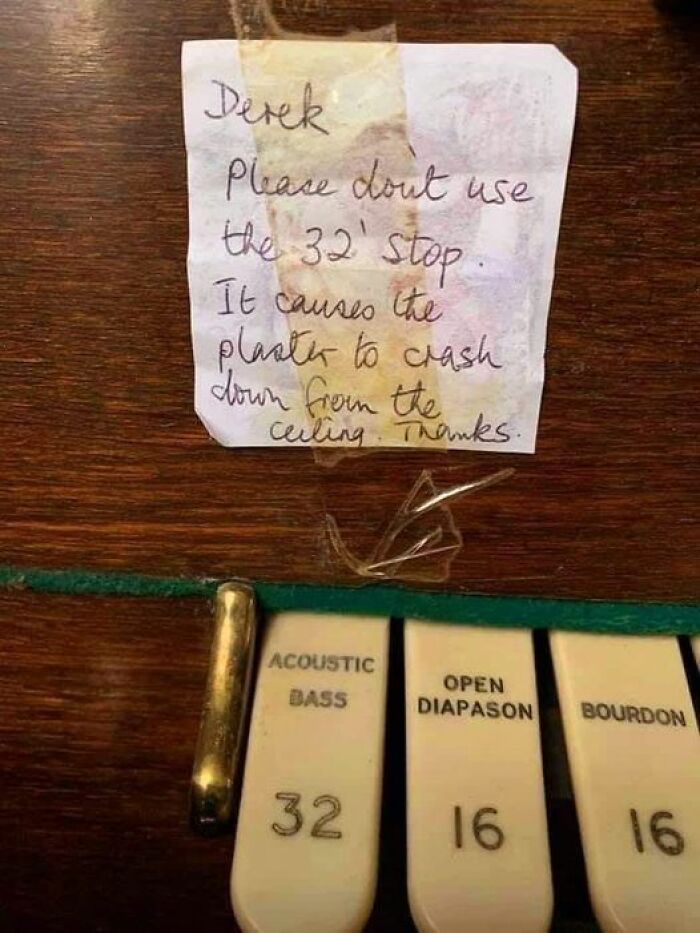 Derek
Please don't use
the 32' stop.
It causes the
plaster to crash
down from the
ceiling. Thanks.
ACOUSTIC
BASS
32
OPEN
DIAPASON
16
BOURDON
16